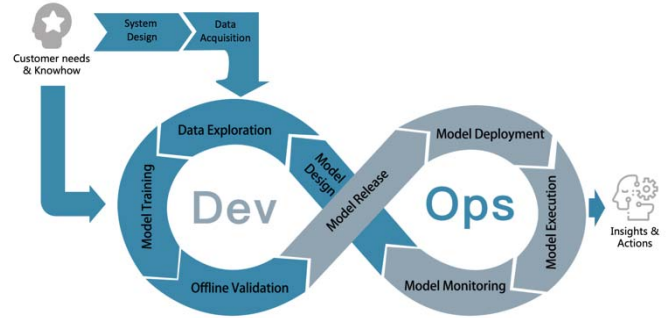 System
Design
Data
Acquisition
Customer needs
& Knowhow
Data Exploration
Model
Design
Model Training
Dev
Offline Validation
Model Release
Model Deployment
Ops
Model Execution
Model Monitoring
Insights &
Actions